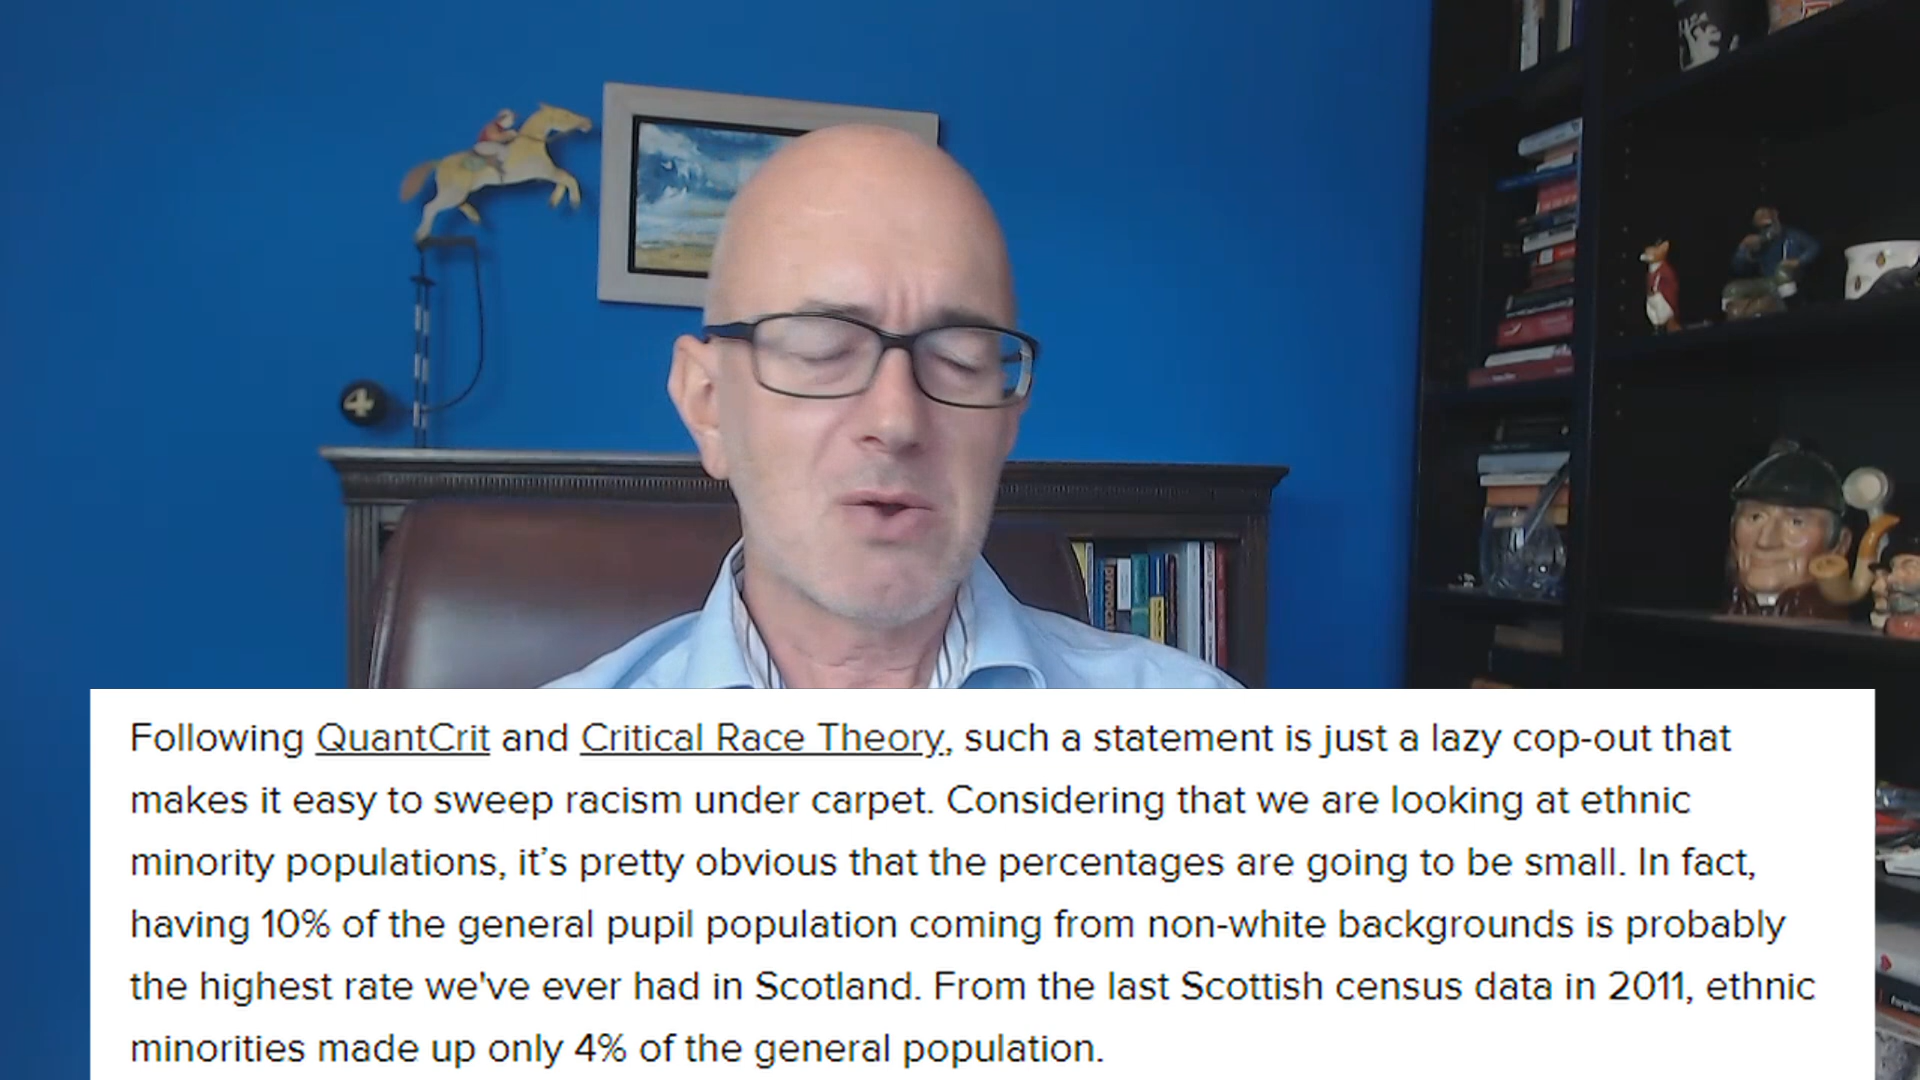 4
provocat
Following QuantCrit and Critical Race Theory, such a statement is just a lazy cop-out that
makes it easy to sweep racism under carpet. Considering that we are looking at ethnic
minority populations, it's pretty obvious that the percentages are going to be small. In fact,
having 10% of the general pupil population coming from non-white backgrounds is probably
the highest rate we've ever had in Scotland. From the last Scottish census data in 2011, ethnic
minorities made up only 4% of the general population.